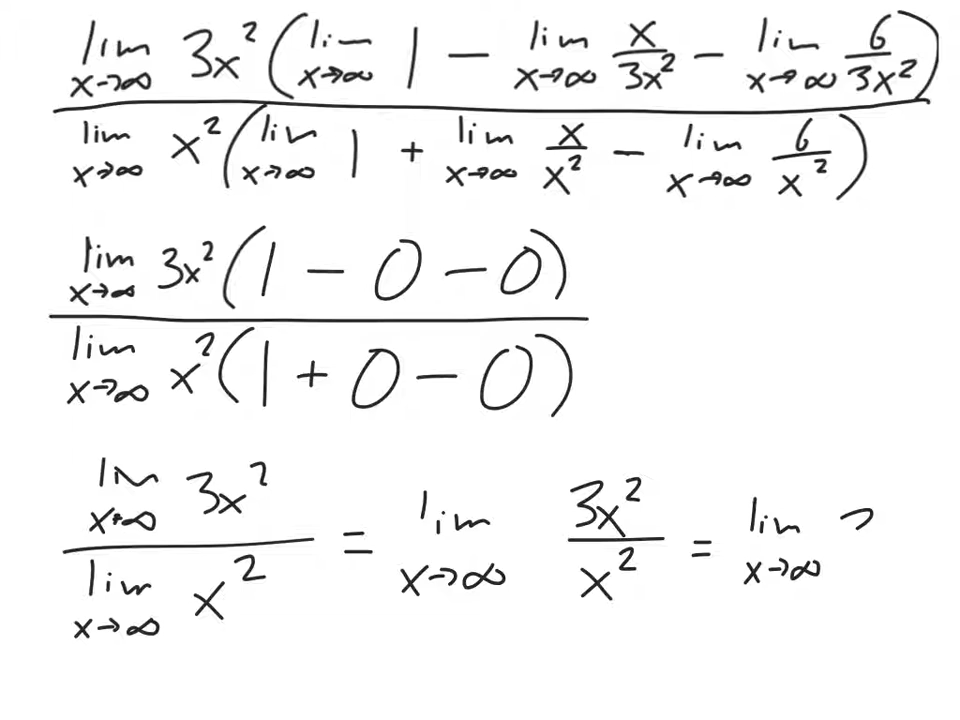 lim x→∞ 3x² ( lim x→∞ 1 − lim x→∞ x/3x² − lim x→∞ 6/3x² )
lim x→∞ x² ( lim x→∞ 1 + lim x→∞ x/x² − lim x→∞ 6/x² )
lim x→∞ 3x² ( 1 − 0 − 0 )
lim x→∞ x² ( 1 + 0 − 0 )
lim x→∞ 3x² / lim x→∞ x² = lim x→∞ 3x²/x² = lim x→∞